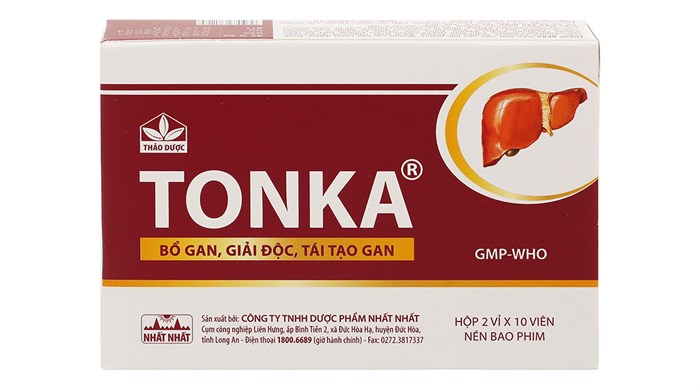 THẢO DƯỢC
TONKA®
BỔ GAN, GIẢI ĐỘC, TÁI TẠO GAN
GMP-WHO
NHẤT NHẤT
Sản xuất bởi: CÔNG TY TNHH DƯỢC PHẨM NHẤT NHẤT
Cụm công nghiệp Liên Hưng, ấp Bình Tiền 2, xã Đức Hòa Hạ, huyện Đức Hòa,
tỉnh Long An - Điện thoại 1800.6689 (giờ hành chính) - Fax: 0272.3817337
HỘP 2 VỈ X 10 VIÊN
NÉN BAO PHIM